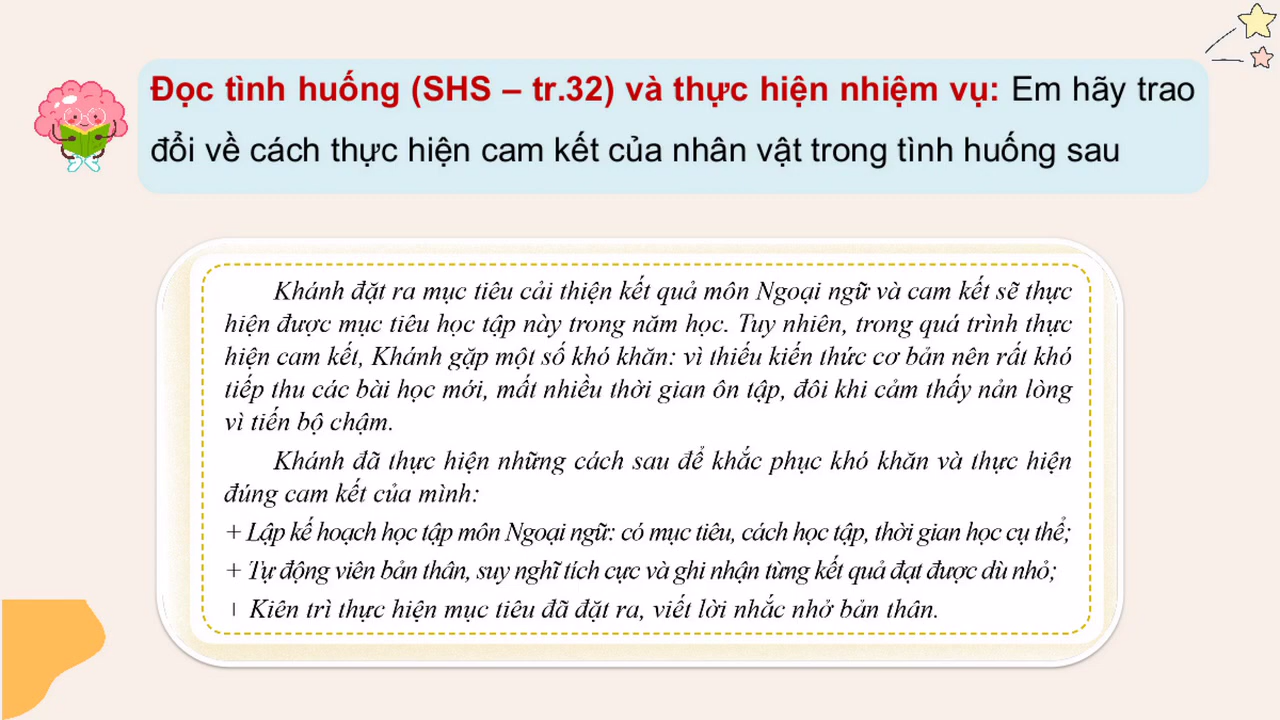 Đọc tình huống (SHS – tr.32) và thực hiện nhiệm vụ: Em hãy trao
đổi về cách thực hiện cam kết của nhân vật trong tình huống sau
Khánh đặt ra mục tiêu cải thiện kết quả môn Ngoại ngữ và cam kết sẽ thực
hiện được mục tiêu học tập này trong năm học. Tuy nhiên, trong quá trình thực
hiện cam kết, Khánh gặp một số khó khăn: vì thiếu kiến thức cơ bản nên rất khó
tiếp thu các bài học mới, mất nhiều thời gian ôn tập, đôi khi cảm thấy nản lòng
vì tiến bộ chậm.
Khánh đã thực hiện những cách sau để khắc phục khó khăn và thực hiện
đúng cam kết của mình:
+ Lập kế hoạch học tập môn Ngoại ngữ: có mục tiêu, cách học tập, thời gian học cụ thể;
+ Tự động viên bản thân, suy nghĩ tích cực và ghi nhận từng kết quả đạt được dù nhỏ;
+ Kiên trì thực hiện mục tiêu đã đặt ra, viết lời nhắc nhở bản thân.